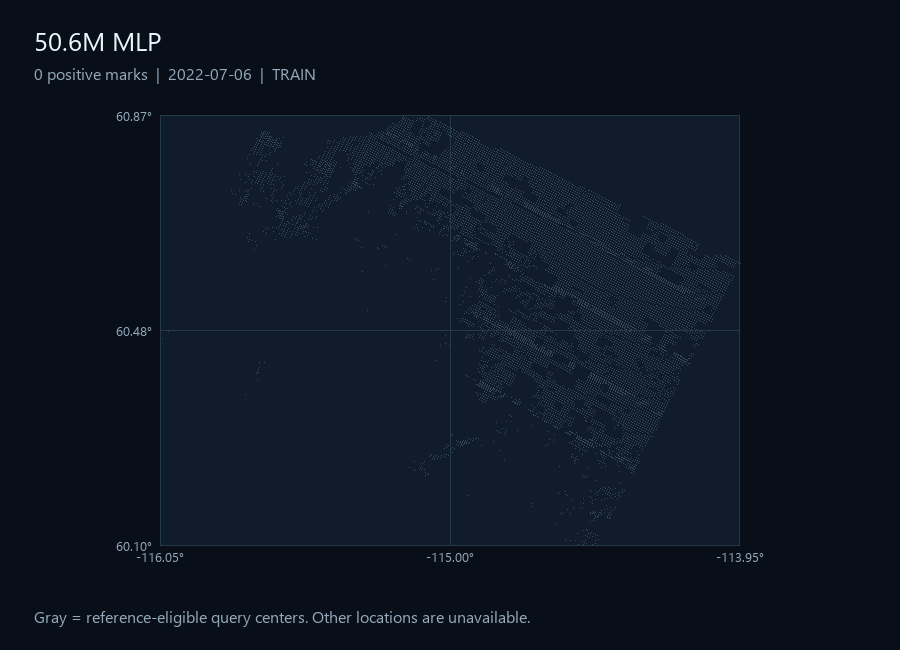 50.6M MLP
0 positive marks | 2022-07-06 | TRAIN
60.87°
60.48°
60.10°
-116.05°
-115.00°
-113.95°
Gray = reference-eligible query centers. Other locations are unavailable.